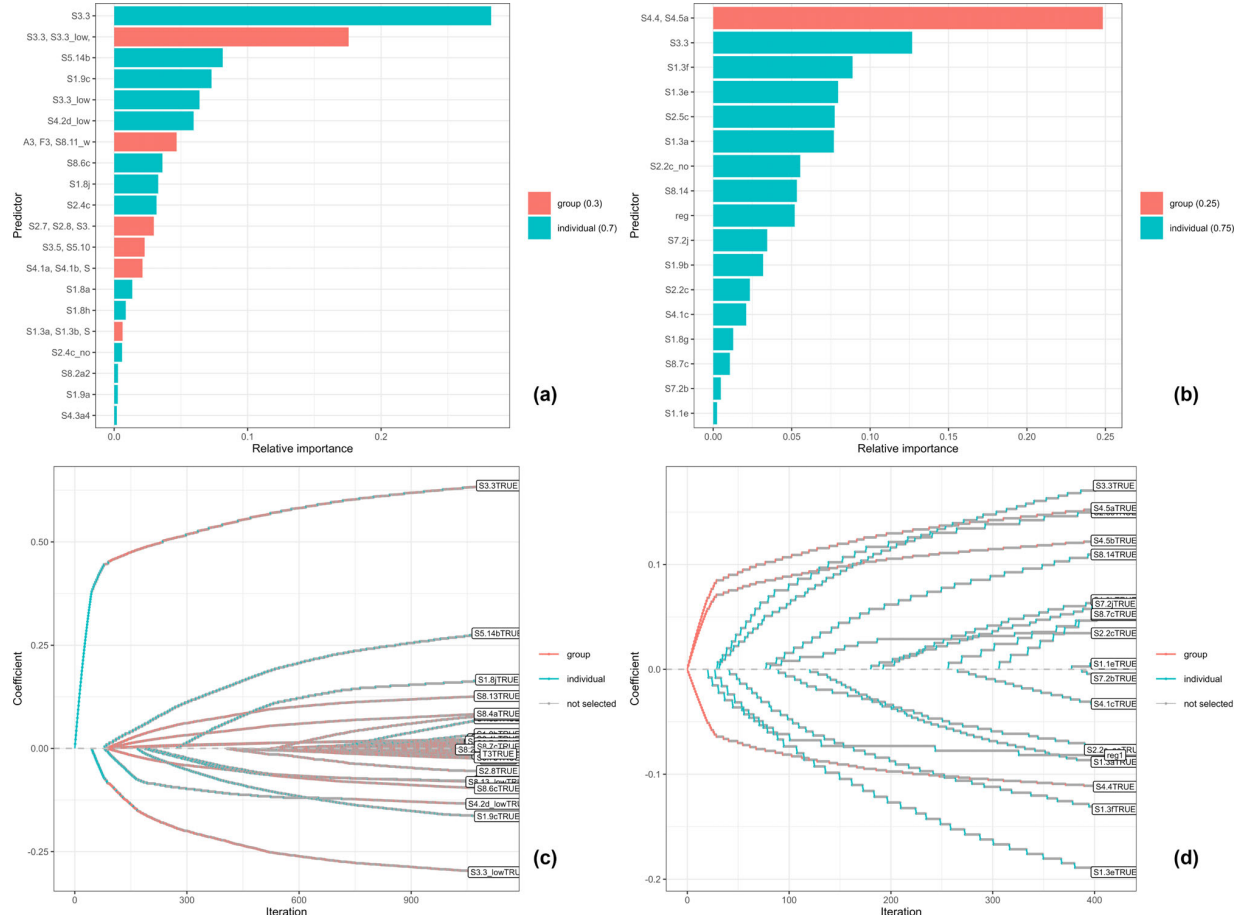 S3.3
S3.3, S3.3_low,
S5.14b
S1.9c
S3.3_low
S4.2d_low
A3, F3, S8.11_w
S8.6c
S1.8j
S2.4c
S2.7, S2.8, S3.
S3.5, S5.10
S4.1a, S4.1b, S
S1.8a
S1.8h
S1.3a, S1.3b, S
S2.4c_no
S8.2a2
S1.9a
S4.3a4
Predictor
0.0
0.1
0.2
Relative importance
group (0.3)
individual (0.7)
(a)
S4.4, S4.5a
S3.3
S1.3f
S1.3e
S2.5c
S1.3a
S2.2c_no
S8.14
reg
S7.2j
S1.9b
S2.2c
S4.1c
S1.8g
S8.7c
S7.2b
S1.1e
Predictor
0.00
0.05
0.10
0.15
0.20
0.25
Relative importance
group (0.25)
individual (0.75)
(b)
0.50
0.25
0.00
-0.25
Coefficient
0
300
600
900
Iteration
S3.3TRUE
S5.14bTRUE
S1.8jTRUE
S8.13TRUE
S8.4aTRUE
S8.7cTRUE
S8.2
T3TRUE
S2.8TRUE
S8.13_lowTRU
S8.6cTRUE
S4.2d_lowTRU
S1.9cTRUE
S3.3_lowTRUE
group
individual
not selected
(c)
0.1
0.0
-0.1
-0.2
Coefficient
0
100
200
300
400
Iteration
S3.3TRUE
S4.5aTRUE
S4.5bTRUE
S8.14TRUE
S7.2jTRUE
S8.7cTRUE
S2.2cTRUE
S1.1eTRUE
S7.2bTRUE
S4.1cTRUE
reg1
S1.3aTRUE
S4.4TRUE
S1.3fTRUE
S1.3eTRUE
group
individual
not selected
(d)